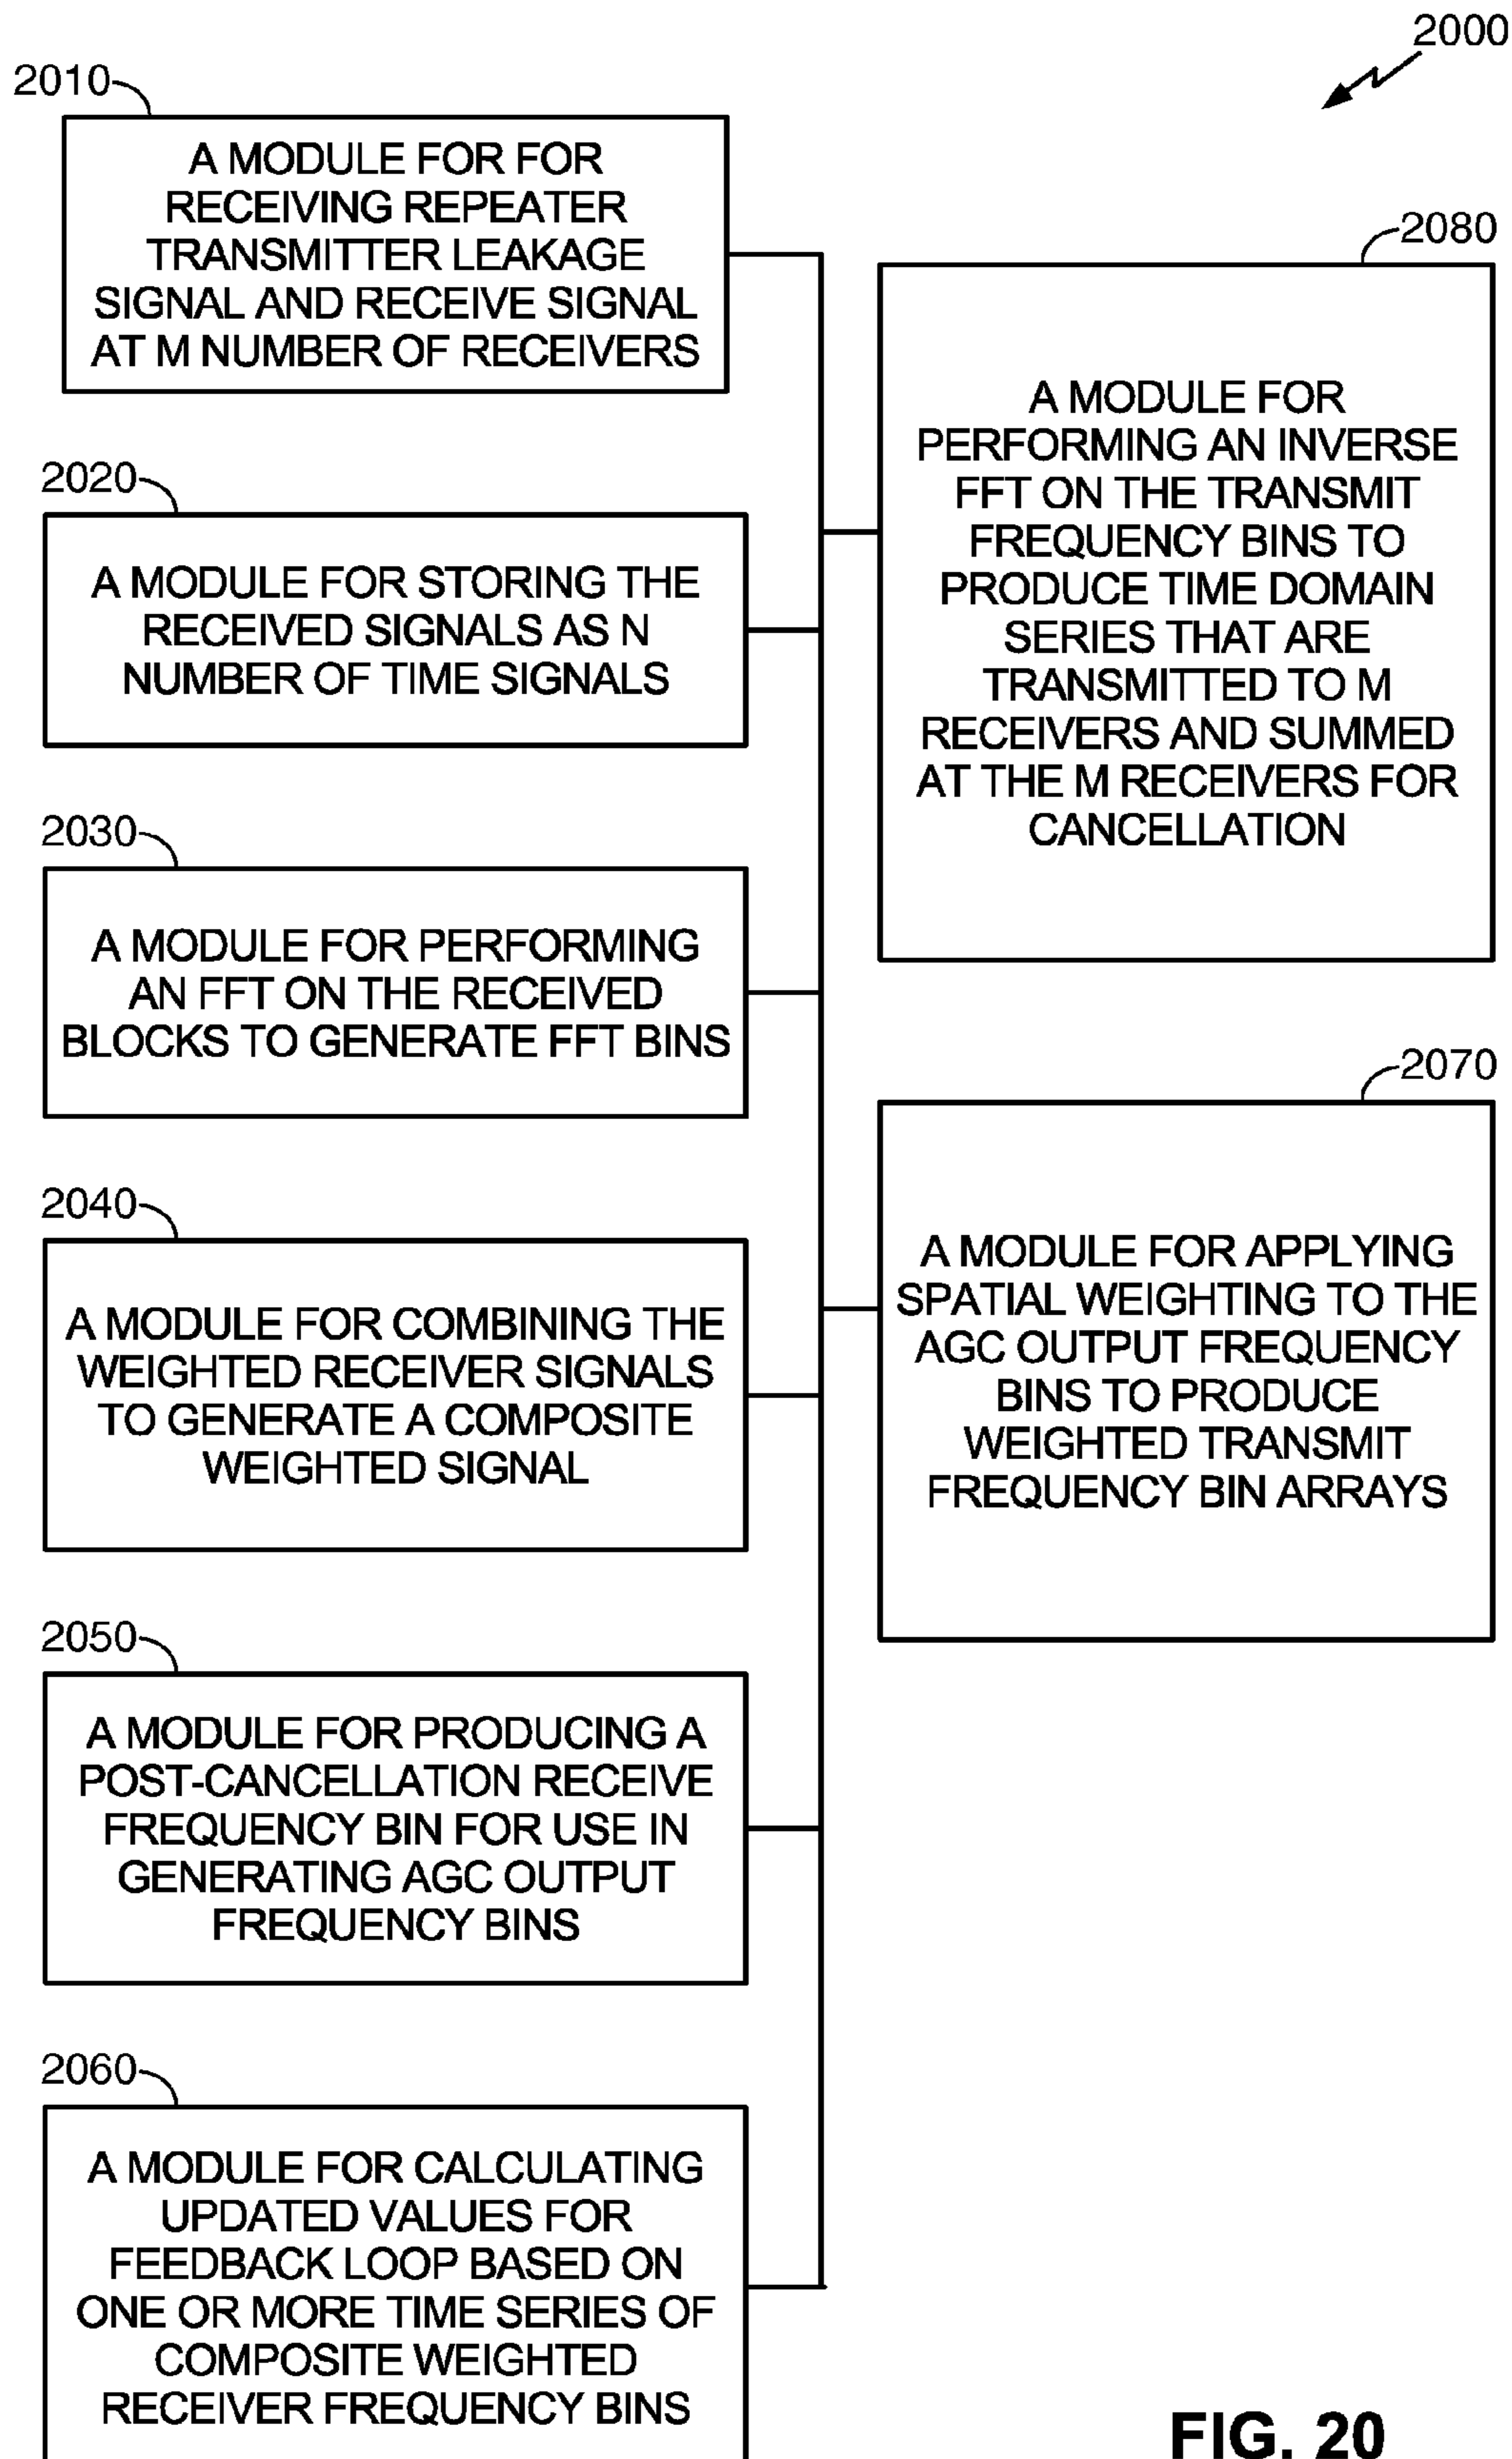 2000
2010
A MODULE FOR FOR
RECEIVING REPEATER
TRANSMITTER LEAKAGE
SIGNAL AND RECEIVE SIGNAL
AT M NUMBER OF RECEIVERS
2020
A MODULE FOR STORING THE
RECEIVED SIGNALS AS N
NUMBER OF TIME SIGNALS
2030
A MODULE FOR PERFORMING
AN FFT ON THE RECEIVED
BLOCKS TO GENERATE FFT BINS
2040
A MODULE FOR COMBINING THE
WEIGHTED RECEIVER SIGNALS
TO GENERATE A COMPOSITE
WEIGHTED SIGNAL
2050
A MODULE FOR PRODUCING A
POST-CANCELLATION RECEIVE
FREQUENCY BIN FOR USE IN
GENERATING AGC OUTPUT
FREQUENCY BINS
2060
A MODULE FOR CALCULATING
UPDATED VALUES FOR
FEEDBACK LOOP BASED ON
ONE OR MORE TIME SERIES OF
COMPOSITE WEIGHTED
RECEIVER FREQUENCY BINS
2080
A MODULE FOR
PERFORMING AN INVERSE
FFT ON THE TRANSMIT
FREQUENCY BINS TO
PRODUCE TIME DOMAIN
SERIES THAT ARE
TRANSMITTED TO M
RECEIVERS AND SUMMED
AT THE M RECEIVERS FOR
CANCELLATION
2070
A MODULE FOR APPLYING
SPATIAL WEIGHTING TO THE
AGC OUTPUT FREQUENCY
BINS TO PRODUCE
WEIGHTED TRANSMIT
FREQUENCY BIN ARRAYS
FIG. 20